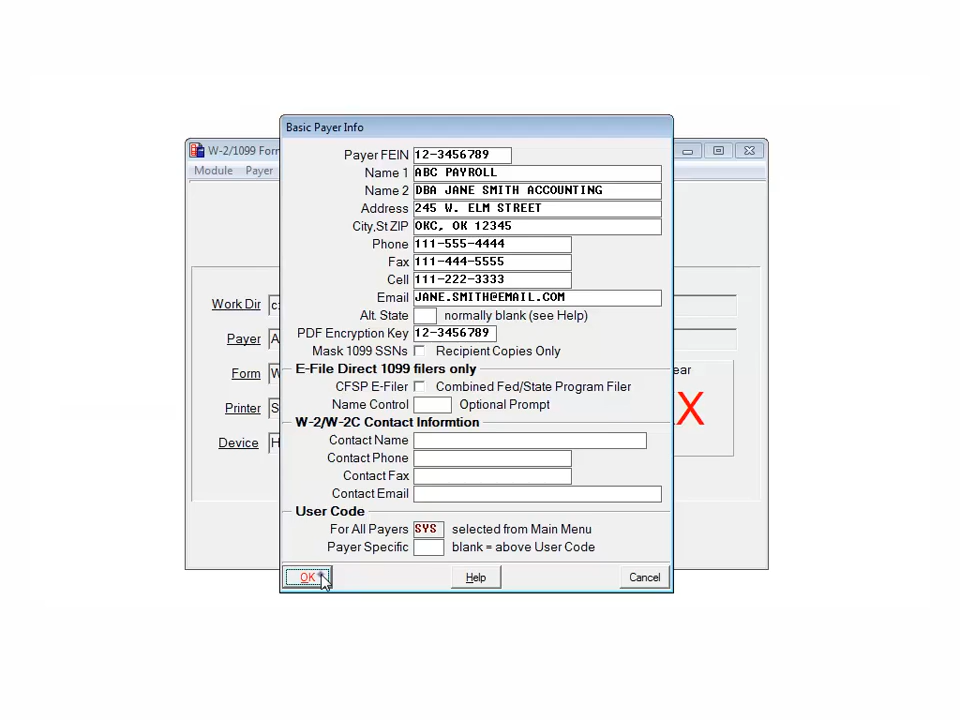 Basic Payer Info
W-2/1099
Module Payer
Payer FEIN 12-3456789
Name 1 ABC PAYROLL
Name 2 DBA JANE SMITH ACCOUNTING
Address 245 W. ELM STREET
City,St ZIP OKC, OK 12345
Phone 111-555-4444
Fax 111-444-5555
Cell 111-222-3333
Email JANE.SMITH@EMAIL.COM
Alt. State normally blank (see Help)
PDF Encryption Key 12-3456789
Mask 1099 SSNs Recipient Copies Only
E-File Direct 1099 filers only
CFSP E-Filer Combined Fed/State Program Filer
Name Control Optional Prompt
W-2/W-2C Contact Informtion
Contact Name
Contact Phone
Contact Fax
Contact Email
User Code
For All Payers SYS selected from Main Menu
Payer Specific blank = above User Code
OK Help Cancel
Work Dir
Payer
Form
Printer
Device
X